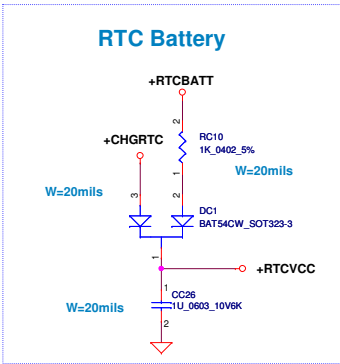 RTC Battery
+RTCBATT
2
RC10
1K_0402_5%
+CHGRTC
1
W=20mils
W=20mils
3
2
DC1
BAT54CW_SOT323-3
1
+RTCVCC
1
CC26
1U_0603_10V6K
W=20mils
2